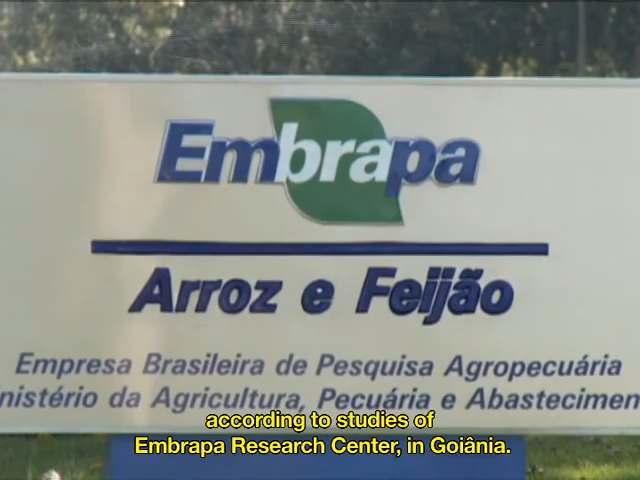 Embrapa
Arroz e Feijão
Empresa Brasileira de Pesquisa Agropecuária
nistério da Agricultura, Pecuária e Abastecimen
according to studies of
Embrapa Research Center, in Goiânia.